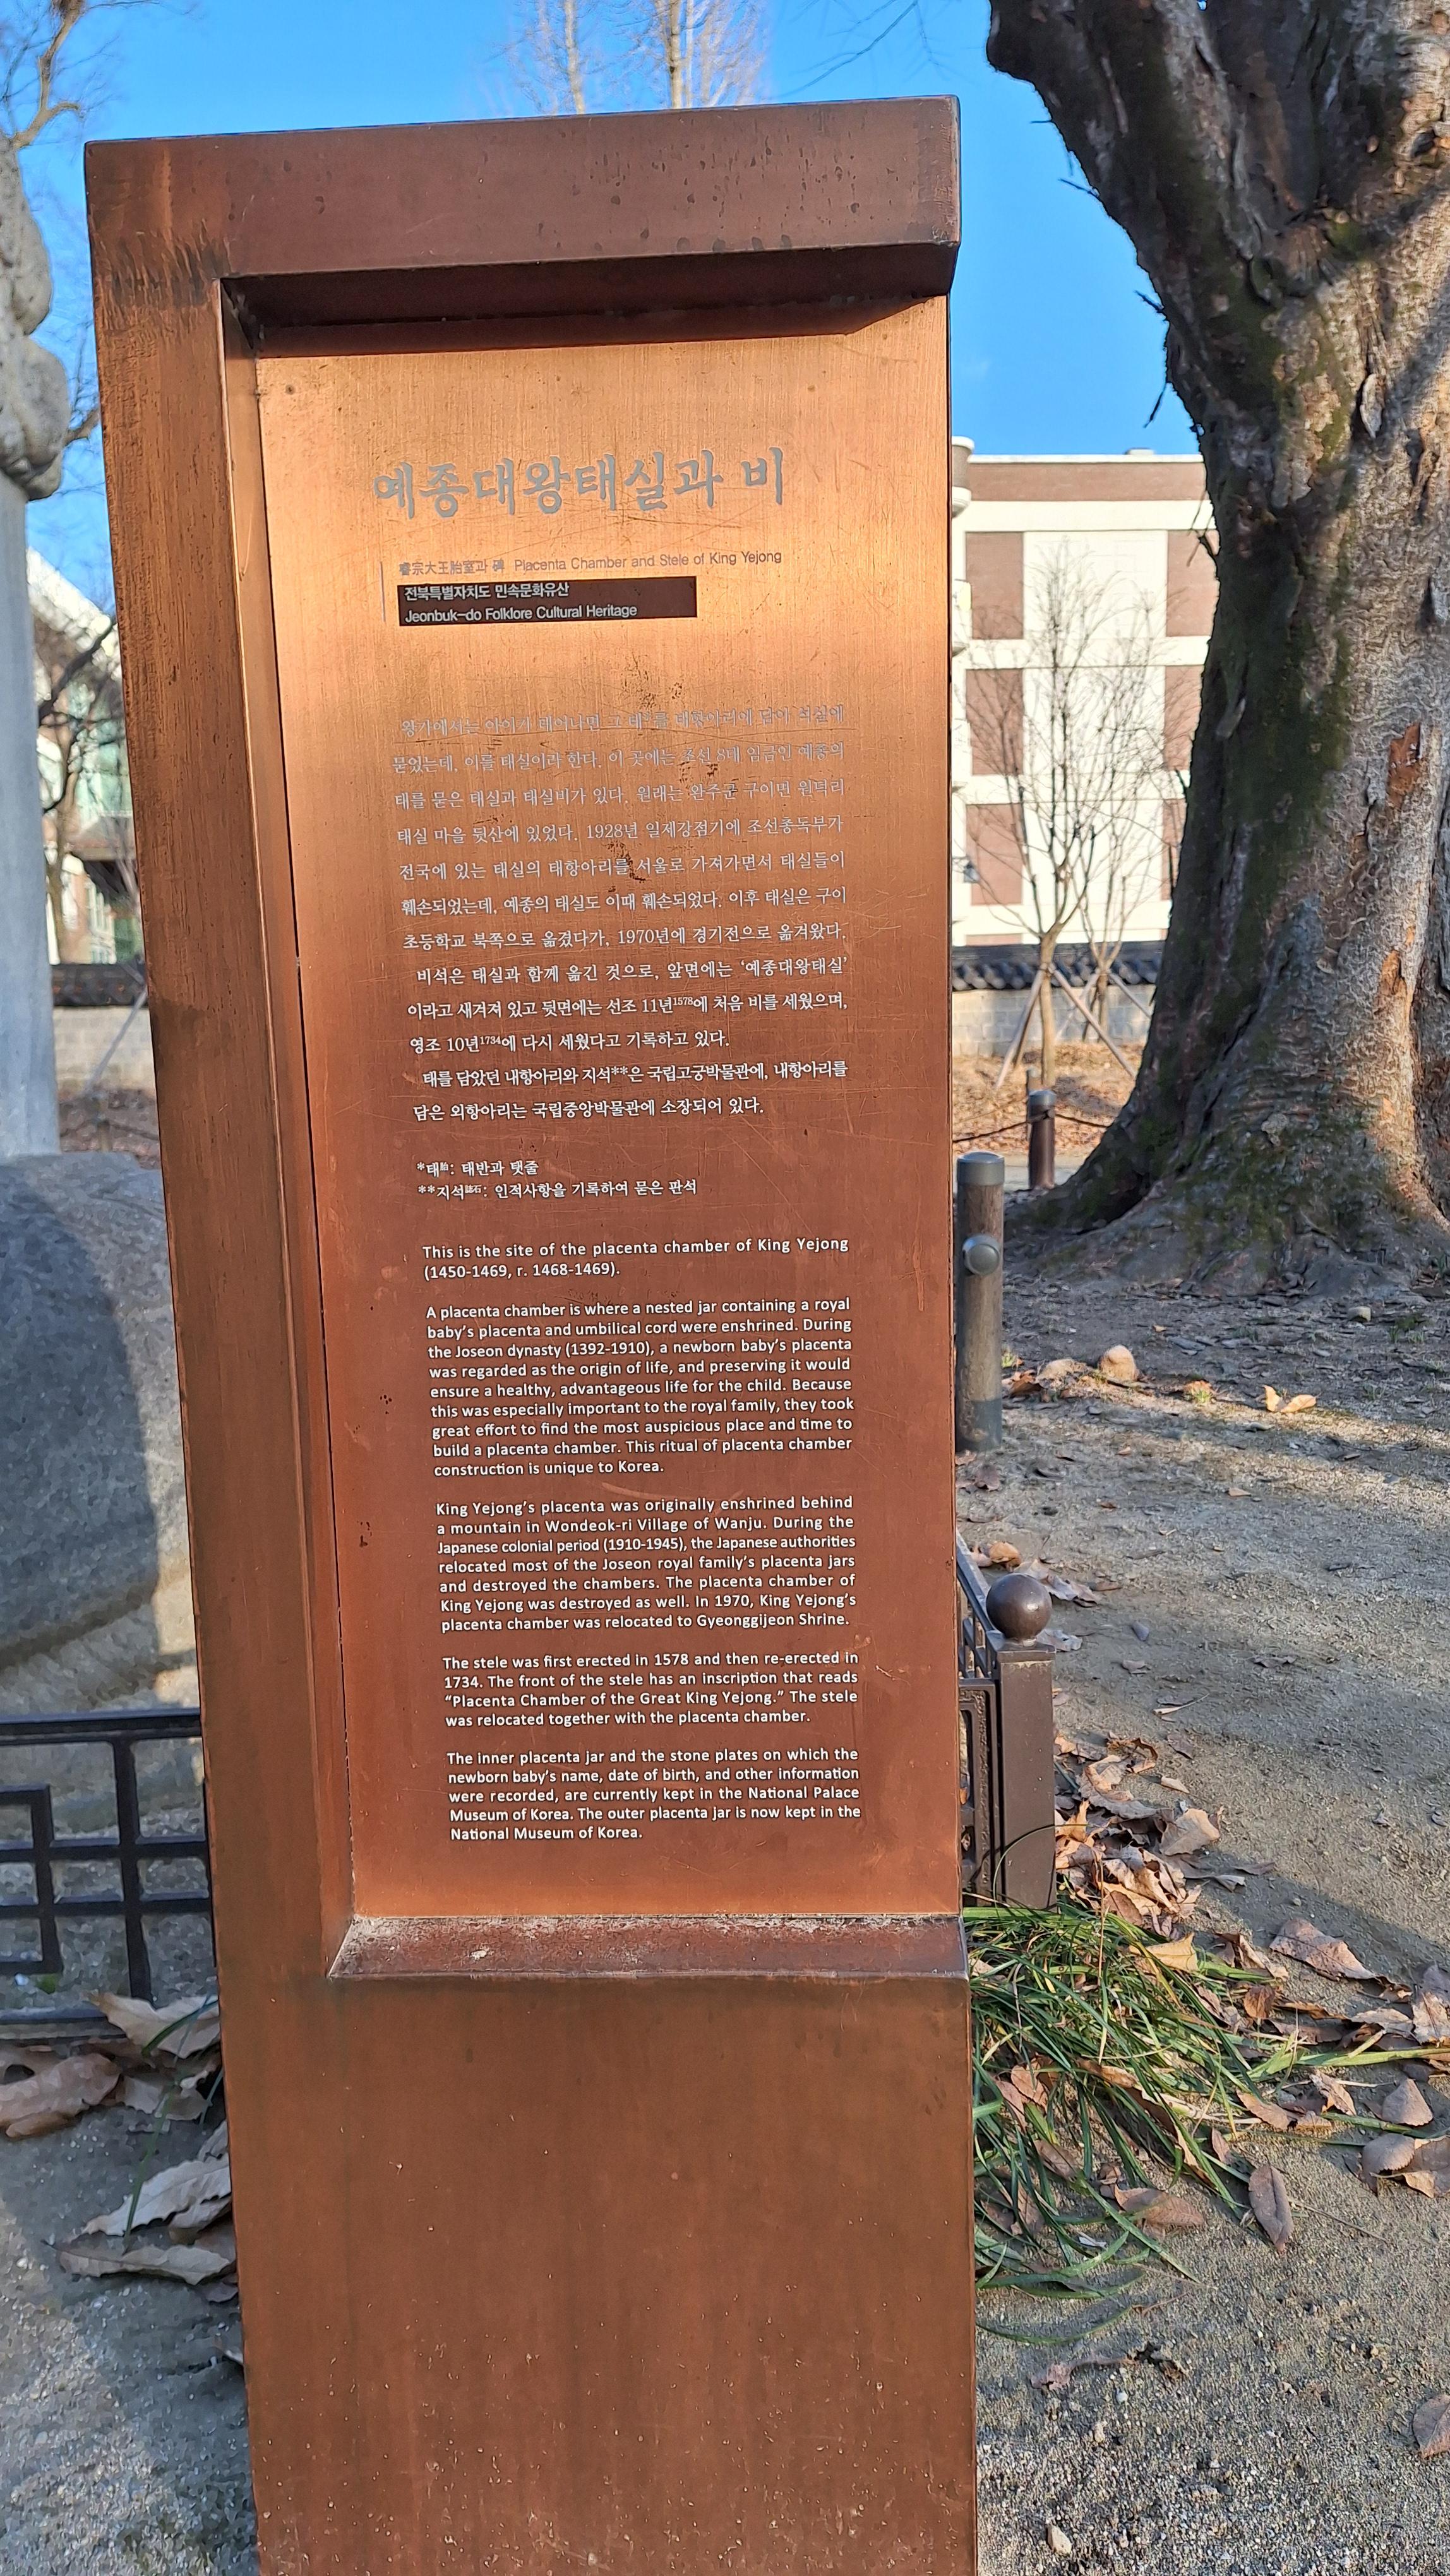 예종대왕태실과 비
睿宗大王胎室과 碑 Placenta Chamber and Stele of King Yejong
전북특별자치도 민속문화유산
Jeonbuk-do Folklore Cultural Heritage
왕가에서는 아이가 태어나면 그 태*를 태항아리에 담아 석실에
묻었는데, 이를 태실이라 한다. 이 곳에는 조선 8대 임금인 예종의
태를 묻은 태실과 태실비가 있다. 원래는 완주군 구이면 원덕리
태실 마을 뒷산에 있었다. 1928년 일제강점기에 조선총독부가
전국에 있는 태실의 태항아리를 서울로 가져가면서 태실들이
훼손되었는데, 예종의 태실도 이때 훼손되었다. 이후 태실은 구이
초등학교 북쪽으로 옮겼다가, 1970년에 경기전으로 옮겨왔다.
비석은 태실과 함께 옮긴 것으로, 앞면에는 ‘예종대왕태실’
이라고 새겨져 있고 뒷면에는 선조 11년1578에 처음 비를 세웠으며,
영조 10년1734에 다시 세웠다고 기록하고 있다.
태를 담았던 내항아리와 지석**은 국립고궁박물관에, 내항아리를
담은 외항아리는 국립중앙박물관에 소장되어 있다.
*태胎: 태반과 탯줄
**지석誌石: 인적사항을 기록하여 묻은 판석
This is the site of the placenta chamber of King Yejong
(1450-1469, r. 1468-1469).
A placenta chamber is where a nested jar containing a royal
baby’s placenta and umbilical cord were enshrined. During
the Joseon dynasty (1392-1910), a newborn baby’s placenta
was regarded as the origin of life, and preserving it would
ensure a healthy, advantageous life for the child. Because
this was especially important to the royal family, they took
great effort to find the most auspicious place and time to
build a placenta chamber. This ritual of placenta chamber
construction is unique to Korea.
King Yejong’s placenta was originally enshrined behind
a mountain in Wondeok-ri Village of Wanju. During the
Japanese colonial period (1910-1945), the Japanese authorities
relocated most of the Joseon royal family’s placenta jars
and destroyed the chambers. The placenta chamber of
King Yejong was destroyed as well. In 1970, King Yejong’s
placenta chamber was relocated to Gyeonggijeon Shrine.
The stele was first erected in 1578 and then re-erected in
1734. The front of the stele has an inscription that reads
“Placenta Chamber of the Great King Yejong.” The stele
was relocated together with the placenta chamber.
The inner placenta jar and the stone plates on which the
newborn baby’s name, date of birth, and other information
were recorded, are currently kept in the National Palace
Museum of Korea. The outer placenta jar is now kept in the
National Museum of Korea.